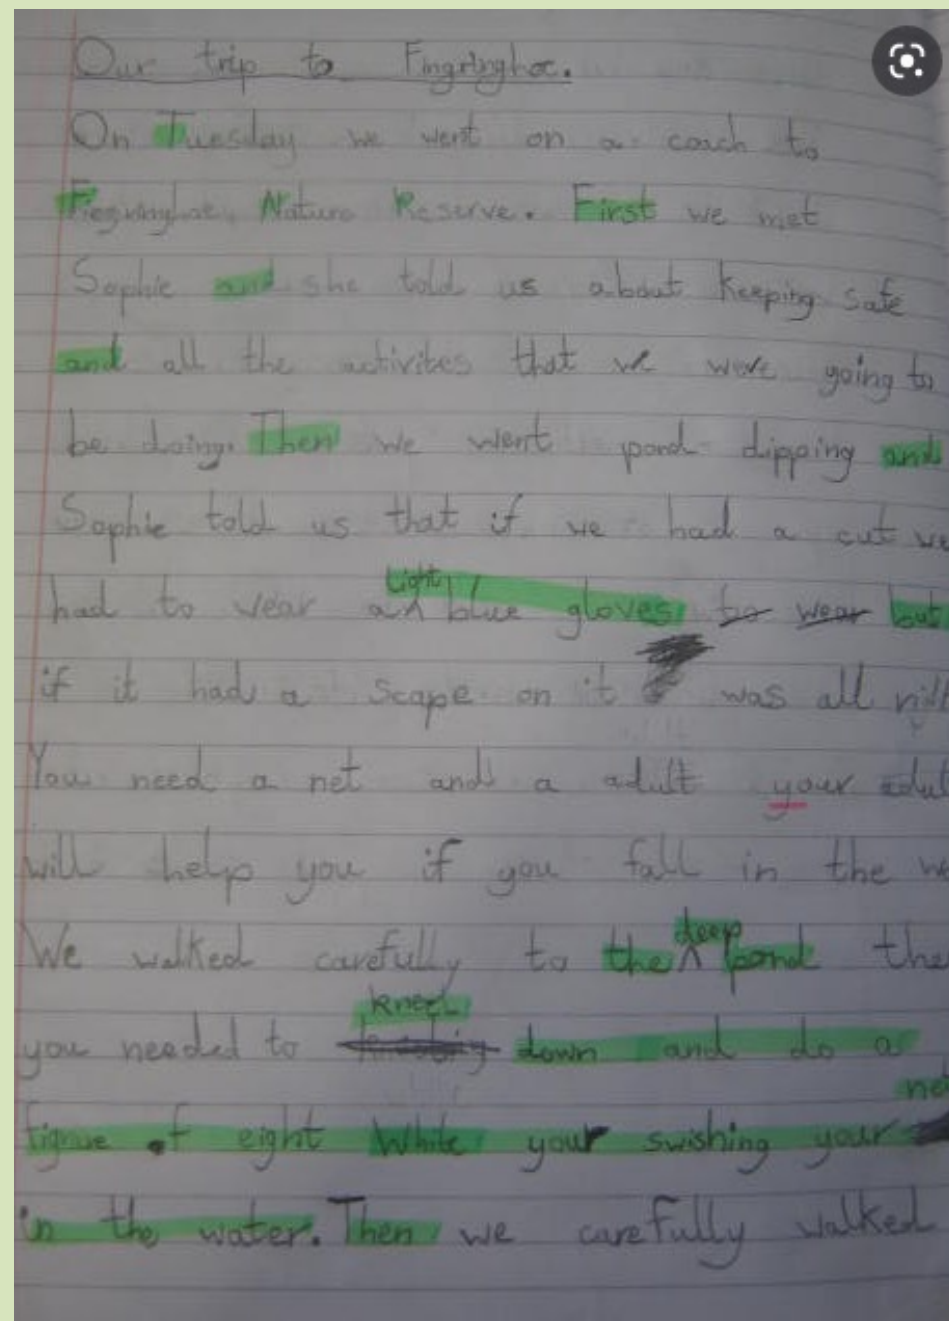 Our trip to Fingringhoe.
On Tuesday we went on a coach to
Nature Reserve. First we met
Sophie and she told us about keeping safe
and all the activites that we were going to
be doing. Then we went pond dipping and
Sophie told us that if we had a cut we
had to wear a light blue gloves to wear but
if it had a scape on it was all
You need a net and a adult your
will help you if you fall in the
We walked carefully to the deep pond
you needed to kneel down and do a
of eight while your swishing your net
in the water. Then we carefully walked